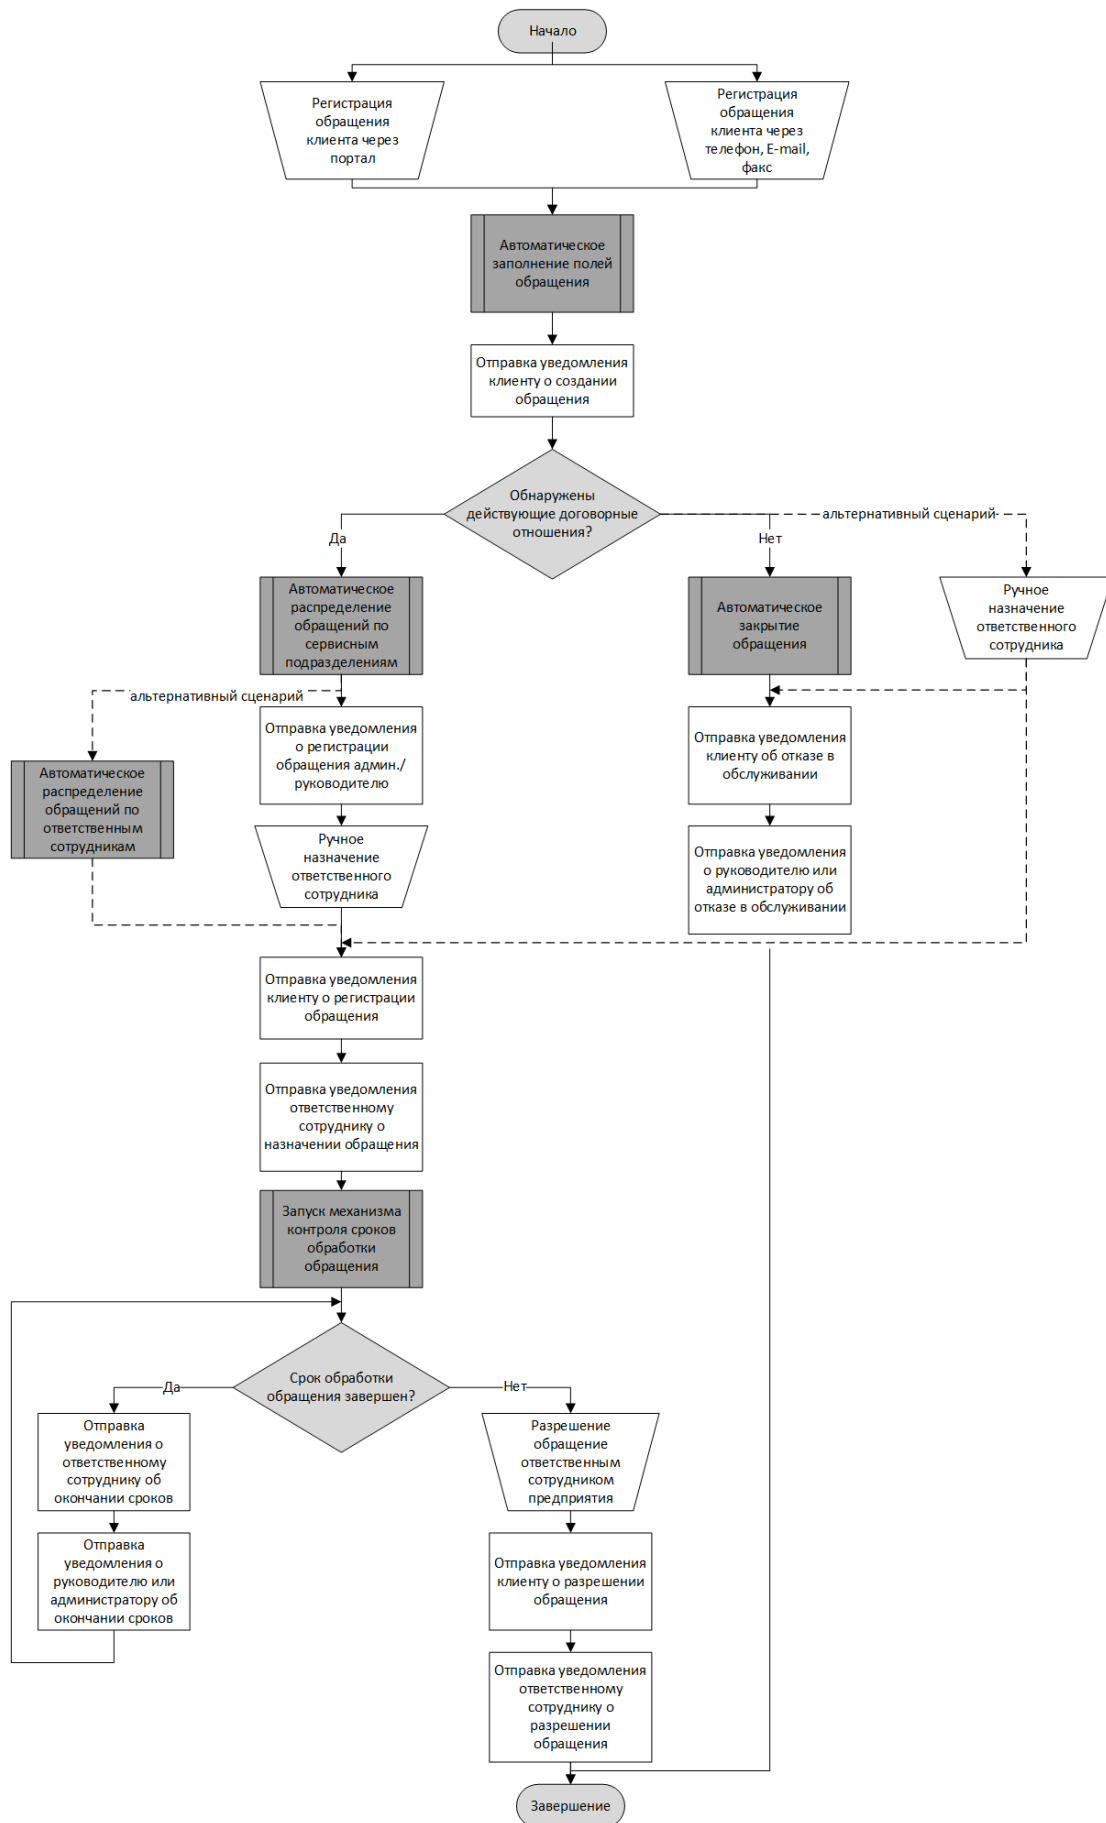 Начало
Регистрация
обращения
клиента через
портал
Регистрация
обращения
клиента через
телефон, E-mail,
факс
Автоматическое
заполнение полей
обращения
Отправка уведомления
клиенту о создании
обращения
Обнаружены
действующие договорные
отношения?
Да
Нет
альтернативный сценарий
Автоматическое
распределение
обращений по
сервисным
подразделениям
Автоматическое
закрытие
обращения
Ручное
назначение
ответственного
сотрудника
альтернативный сценарий
Отправка уведомления
о регистрации
обращения админ./
руководителю
Отправка уведомления
клиенту об отказе в
обслуживании
Автоматическое
распределение
обращений по
ответственным
сотрудникам
Ручное
назначение
ответственного
сотрудника
Отправка уведомления
о руководителю или
администратору об
отказе в обслуживании
Отправка уведомления
клиенту о регистрации
обращения
Отправка уведомления
ответственному
сотруднику о
назначении обращения
Запуск механизма
контроля сроков
обработки
обращения
Срок обработки
обращения завершен?
Да
Нет
Отправка
уведомления о
ответственному
сотруднику об
окончании сроков
Разрешение
обращение
ответственным
сотрудником
предприятия
Отправка
уведомления о
руководителю или
администратору об
окончании сроков
Отправка уведомления
клиенту о разрешении
обращения
Отправка уведомления
ответственному
сотруднику о
разрешении
обращения
Завершение